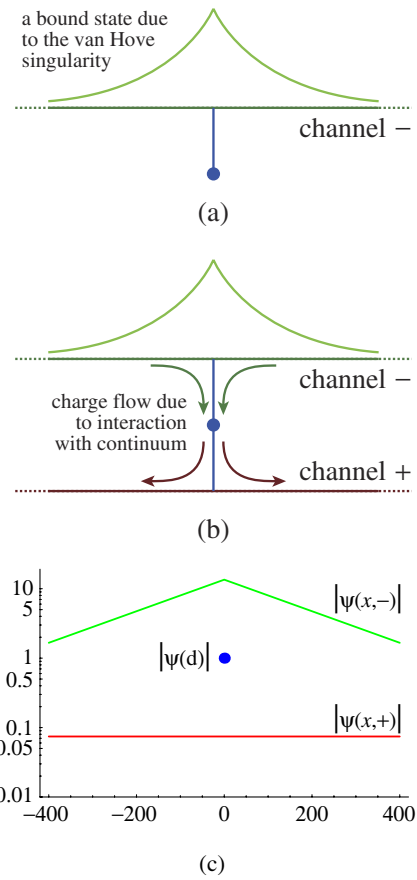 a bound state due
to the van Hove
singularity
channel −
(a)
channel −
charge flow due
to interaction
with continuum
channel +
(b)
10
5
1
0.5
0.1
0.05
0.01
|ψ(x,−)|
|ψ(d)|
|ψ(x,+)|
−400 −200 0 200 400
(c)